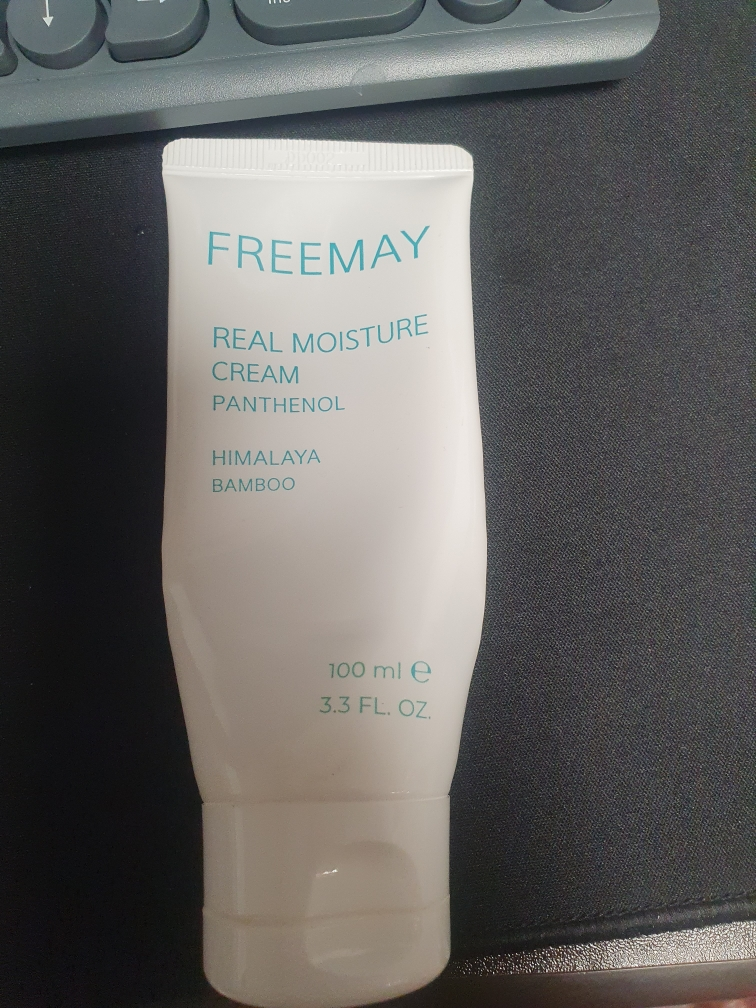 FREEMAY
REAL MOISTURE
CREAM
PANTHENOL
HIMALAYA
BAMBOO
100 ml ℮
3.3 FL. OZ.